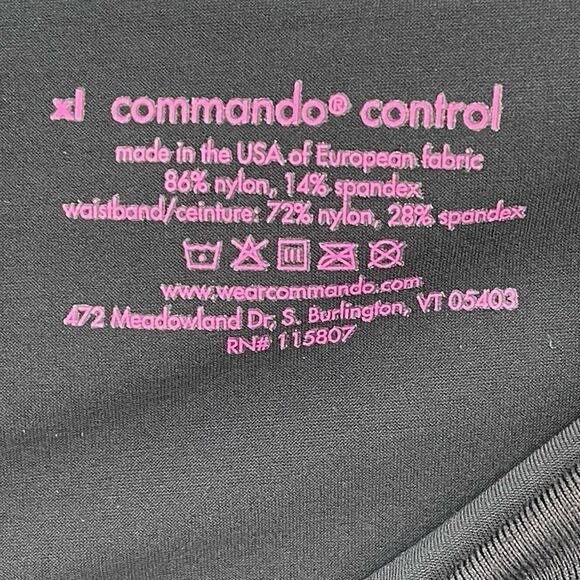 xl commando® control
made in the USA of European fabric
86% nylon, 14% spandex
waistband/ceinture: 72% nylon, 28% spandex
www.wearcommando.com
472 Meadowland Dr, S. Burlington, VT 05403
RN# 115807